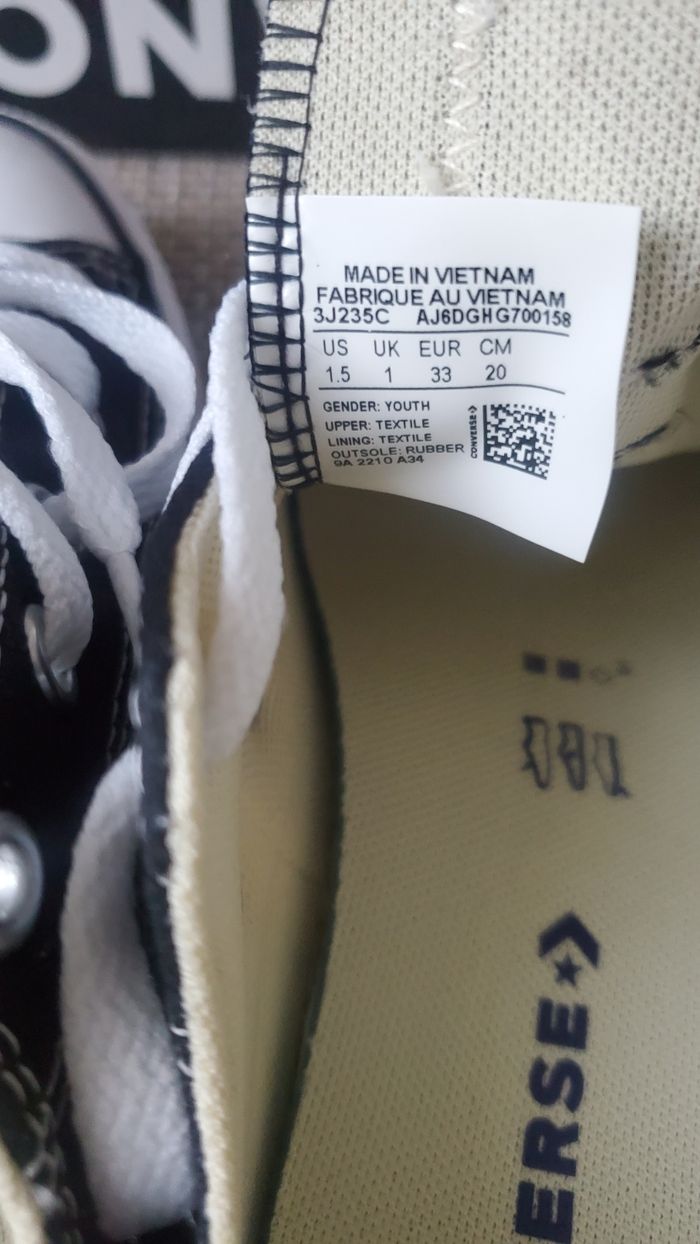 ON
MADE IN VIETNAM
FABRIQUE AU VIETNAM
3J235C AJ6DGHG700158
US UK EUR CM
1.5 1 33 20
GENDER: YOUTH
UPPER: TEXTILE
LINING: TEXTILE
OUTSOLE: RUBBER
9A 2210 A34
CONVERSE
ERSE